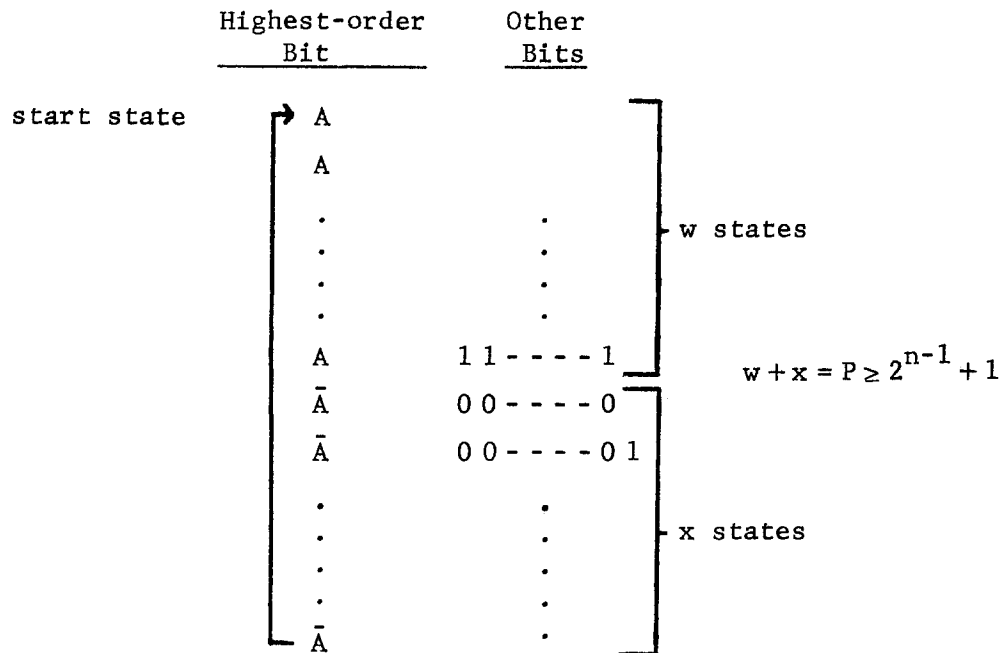 Highest-order Other
Bit Bits
start state A
A
. .
. . w states
. .
. .
A 1 1 - - - - 1 w + x = P ≥ 2^{n-1} + 1
Ā 0 0 - - - - 0
Ā 0 0 - - - - 0 1
. .
. . x states
. .
. .
Ā .